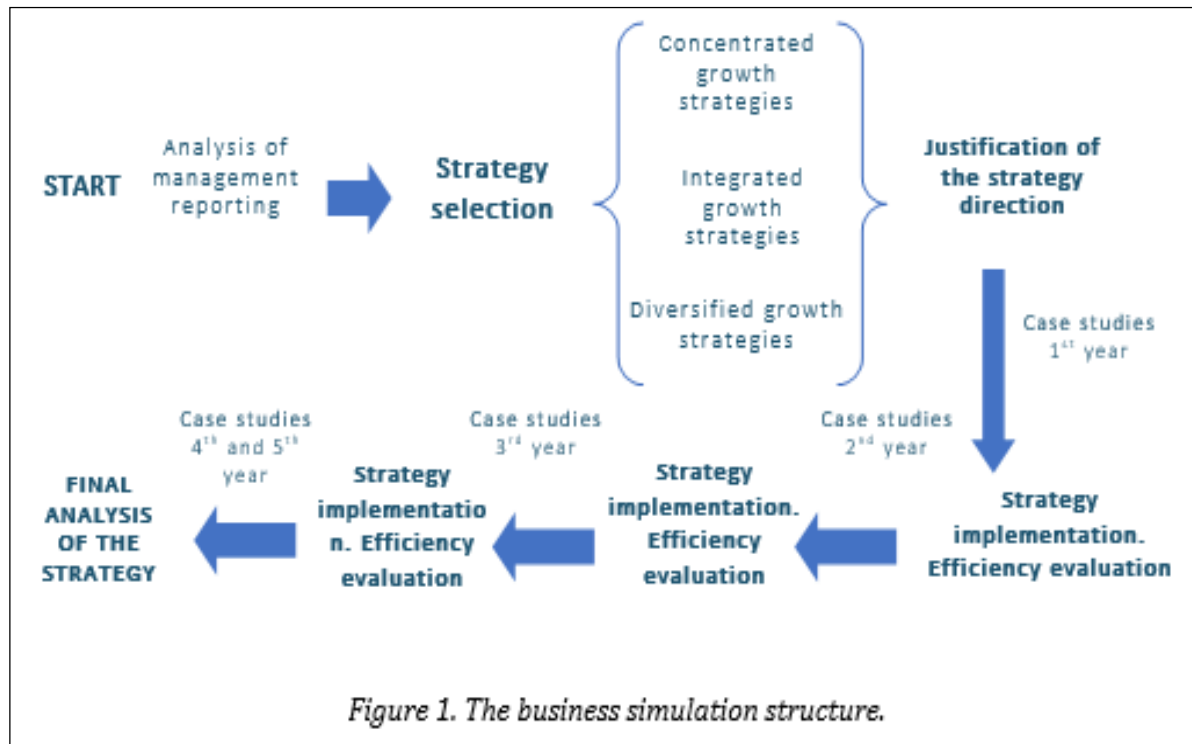 START
Analysis of
management
reporting
Strategy
selection
Concentrated
growth
strategies
Integrated
growth
strategies
Diversified growth
strategies
Justification of
the strategy
direction
Case studies
1st year
Strategy
implementation.
Efficiency evaluation
Case studies
2nd year
Strategy
implementation.
Efficiency
evaluation
Case studies
3rd year
Strategy
implementatio
n. Efficiency
evaluation
Case studies
4th and 5th
year
FINAL
ANALYSIS
OF THE
STRATEGY
Figure 1. The business simulation structure.